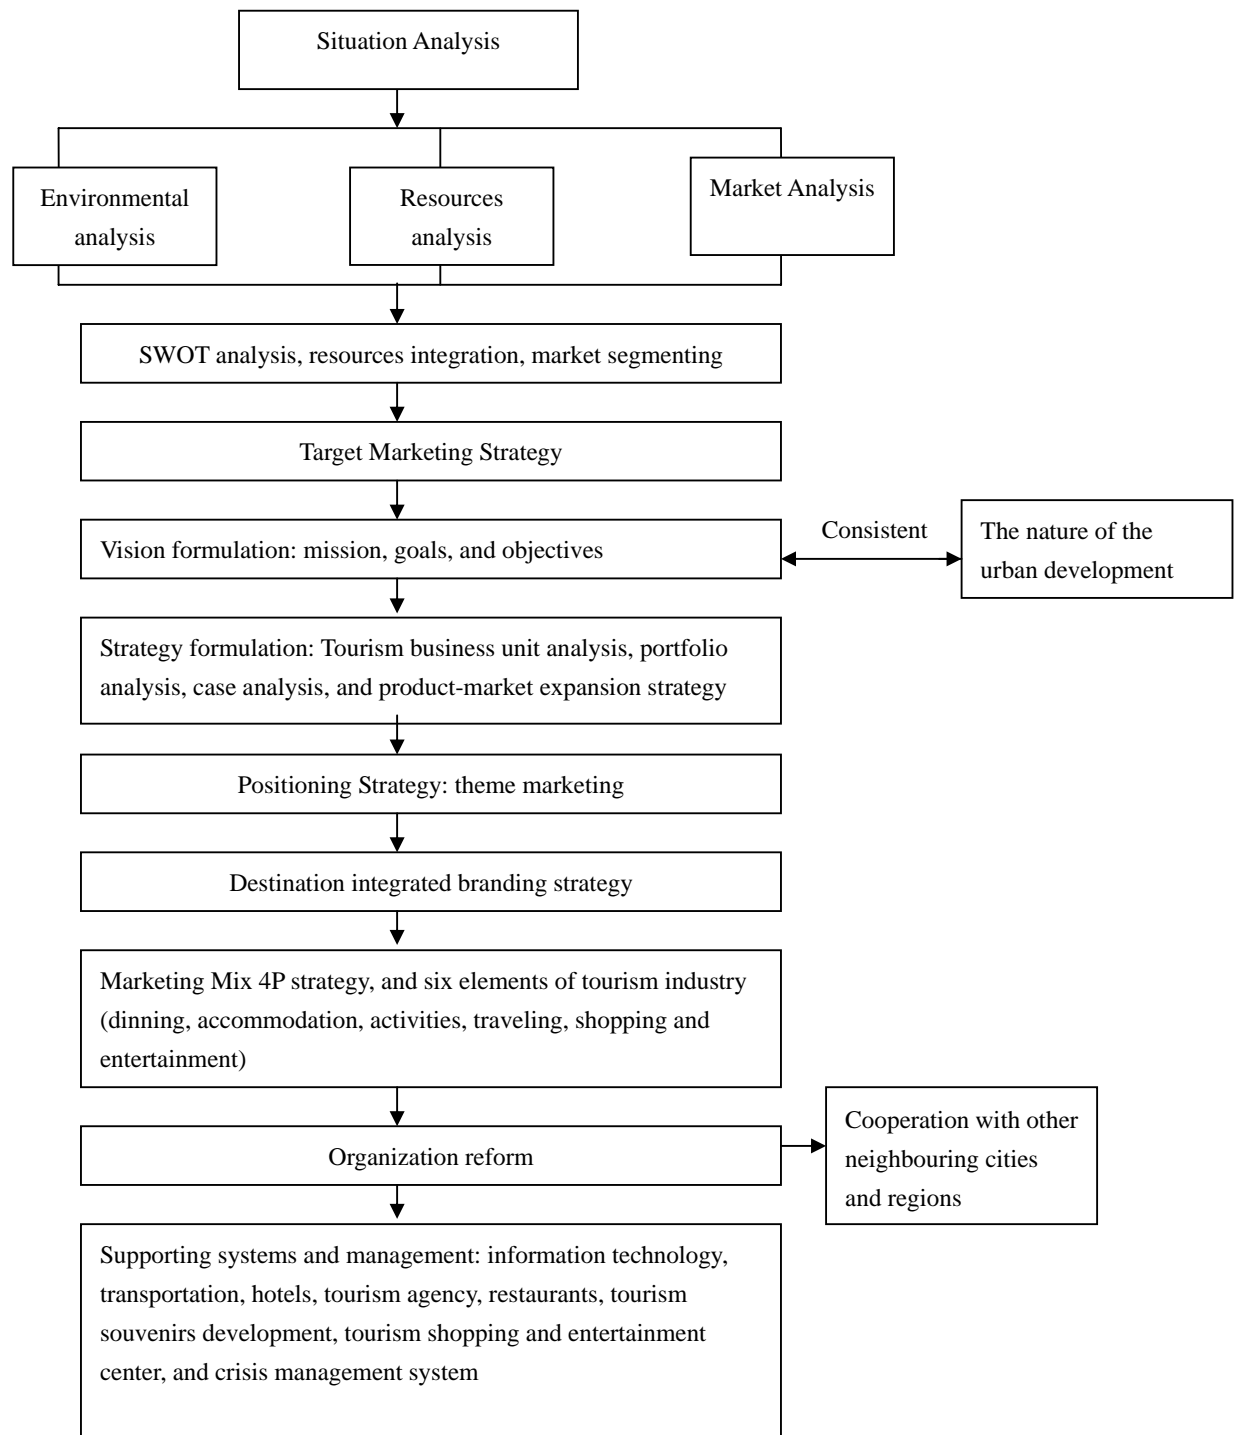 Situation Analysis
Environmental
analysis
Resources
analysis
Market Analysis
SWOT analysis, resources integration, market segmenting
Target Marketing Strategy
Vision formulation: mission, goals, and objectives
Consistent
The nature of the
urban development
Strategy formulation: Tourism business unit analysis, portfolio
analysis, case analysis, and product-market expansion strategy
Positioning Strategy: theme marketing
Destination integrated branding strategy
Marketing Mix 4P strategy, and six elements of tourism industry
(dinning, accommodation, activities, traveling, shopping and
entertainment)
Organization reform
Cooperation with other
neighbouring cities
and regions
Supporting systems and management: information technology,
transportation, hotels, tourism agency, restaurants, tourism
souvenirs development, tourism shopping and entertainment
center, and crisis management system